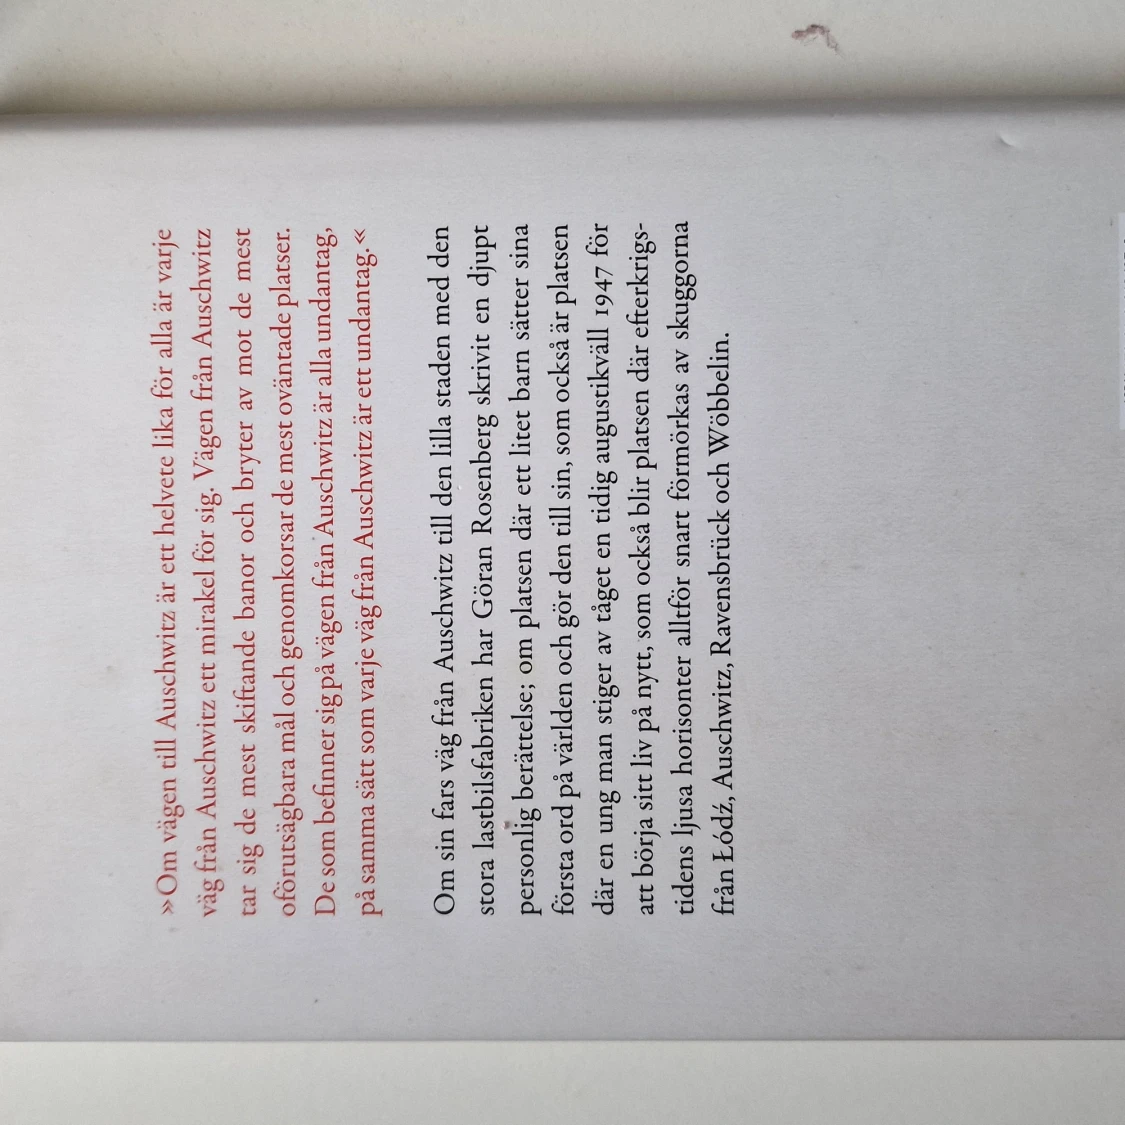 »Om vägen till Auschwitz är ett helvete lika för alla är varje
väg från Auschwitz ett mirakel för sig. Vägen från Auschwitz
tar sig de mest skiftande banor och bryter av mot de mest
oförutsägbara mål och genomkorsar de mest oväntade platser.
De som befinner sig på vägen från Auschwitz är alla undantag,
på samma sätt som varje väg från Auschwitz är ett undantag.«
Om sin fars väg från Auschwitz till den lilla staden med den
stora lastbilsfabriken har Göran Rosenberg skrivit en djupt
personlig berättelse; om platsen där ett litet barn sätter sina
första ord på världen och gör den till sin, som också är platsen
där en ung man stiger av tåget en tidig augustikväll 1947 för
att börja sitt liv på nytt, som också blir platsen där efterkrigs-
tidens ljusa horisonter alltför snart förmörkas av skuggorna
från Łódź, Auschwitz, Ravensbrück och Wöbbelin.